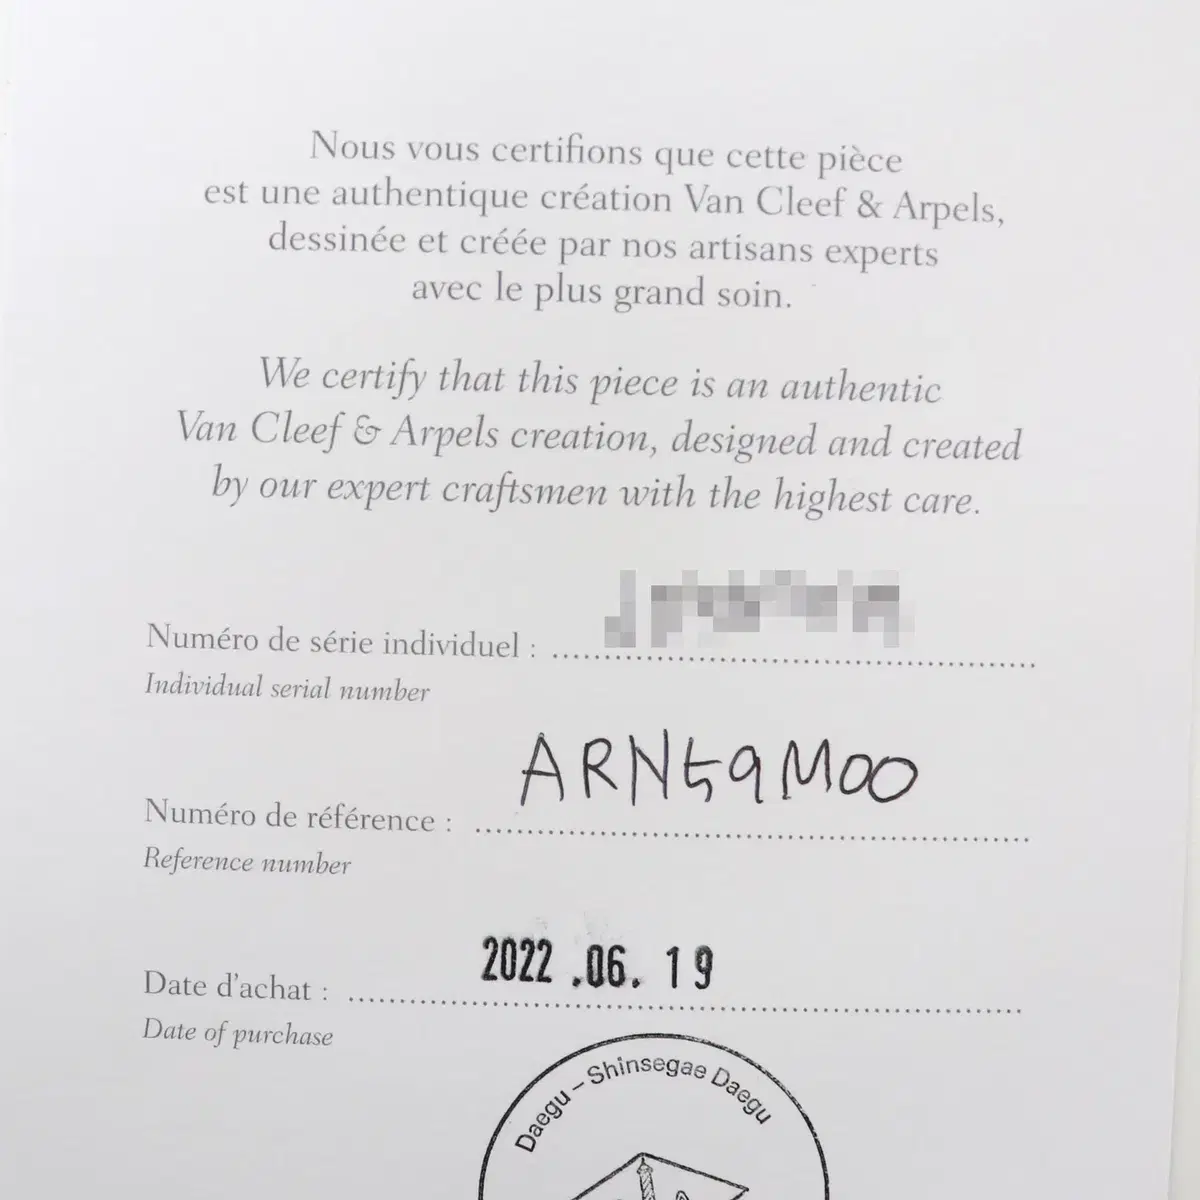 Nous vous certifions que cette pièce
est une authentique création Van Cleef & Arpels,
dessinée et créée par nos artisans experts
avec le plus grand soin.
We certify that this piece is an authentic
Van Cleef & Arpels creation, designed and created
by our expert craftsmen with the highest care.
Numéro de série individuel :
Individual serial number
ARN59M00
Numéro de référence :
Reference number
2022.06.19
Date d'achat :
Date of purchase
Daegu – Shinsegae Daegu